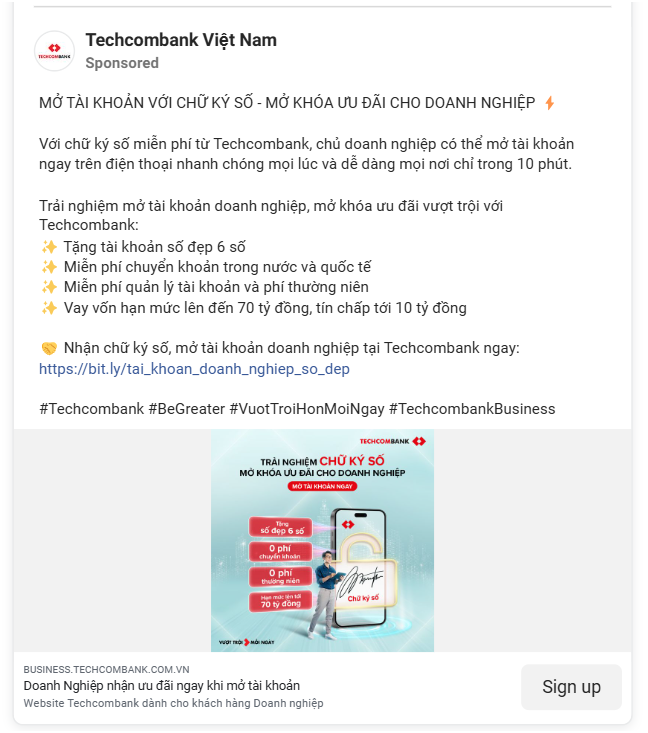 TECHCOMBANK
Techcombank Việt Nam
Sponsored
MỞ TÀI KHOẢN VỚI CHỮ KÝ SỐ - MỞ KHÓA ƯU ĐÃI CHO DOANH NGHIỆP ⚡
Với chữ ký số miễn phí từ Techcombank, chủ doanh nghiệp có thể mở tài khoản
ngay trên điện thoại nhanh chóng mọi lúc và dễ dàng mọi nơi chỉ trong 10 phút.
Trải nghiệm mở tài khoản doanh nghiệp, mở khóa ưu đãi vượt trội với
Techcombank:
✨ Tặng tài khoản số đẹp 6 số
✨ Miễn phí chuyển khoản trong nước và quốc tế
✨ Miễn phí quản lý tài khoản và phí thường niên
✨ Vay vốn hạn mức lên đến 70 tỷ đồng, tín chấp tới 10 tỷ đồng
🤝 Nhận chữ ký số, mở tài khoản doanh nghiệp tại Techcombank ngay:
https://bit.ly/tai_khoan_doanh_nghiep_so_dep
#Techcombank #BeGreater #VuotTroiHonMoiNgay #TechcombankBusiness
TECHCOMBANK
TRẢI NGHIỆM CHỮ KÝ SỐ
MỞ KHÓA ƯU ĐÃI CHO DOANH NGHIỆP
MỞ TÀI KHOẢN NGAY
Tặng
số đẹp 6 số
0 phí
chuyển khoản
0 phí
thường niên
Hạn mức lên tới
70 tỷ đồng
Chữ ký số
VƯỢT TRỘI MỖI NGÀY
BUSINESS.TECHCOMBANK.COM.VN
Doanh Nghiệp nhận ưu đãi ngay khi mở tài khoản
Website Techcombank dành cho khách hàng Doanh nghiệp
Sign up